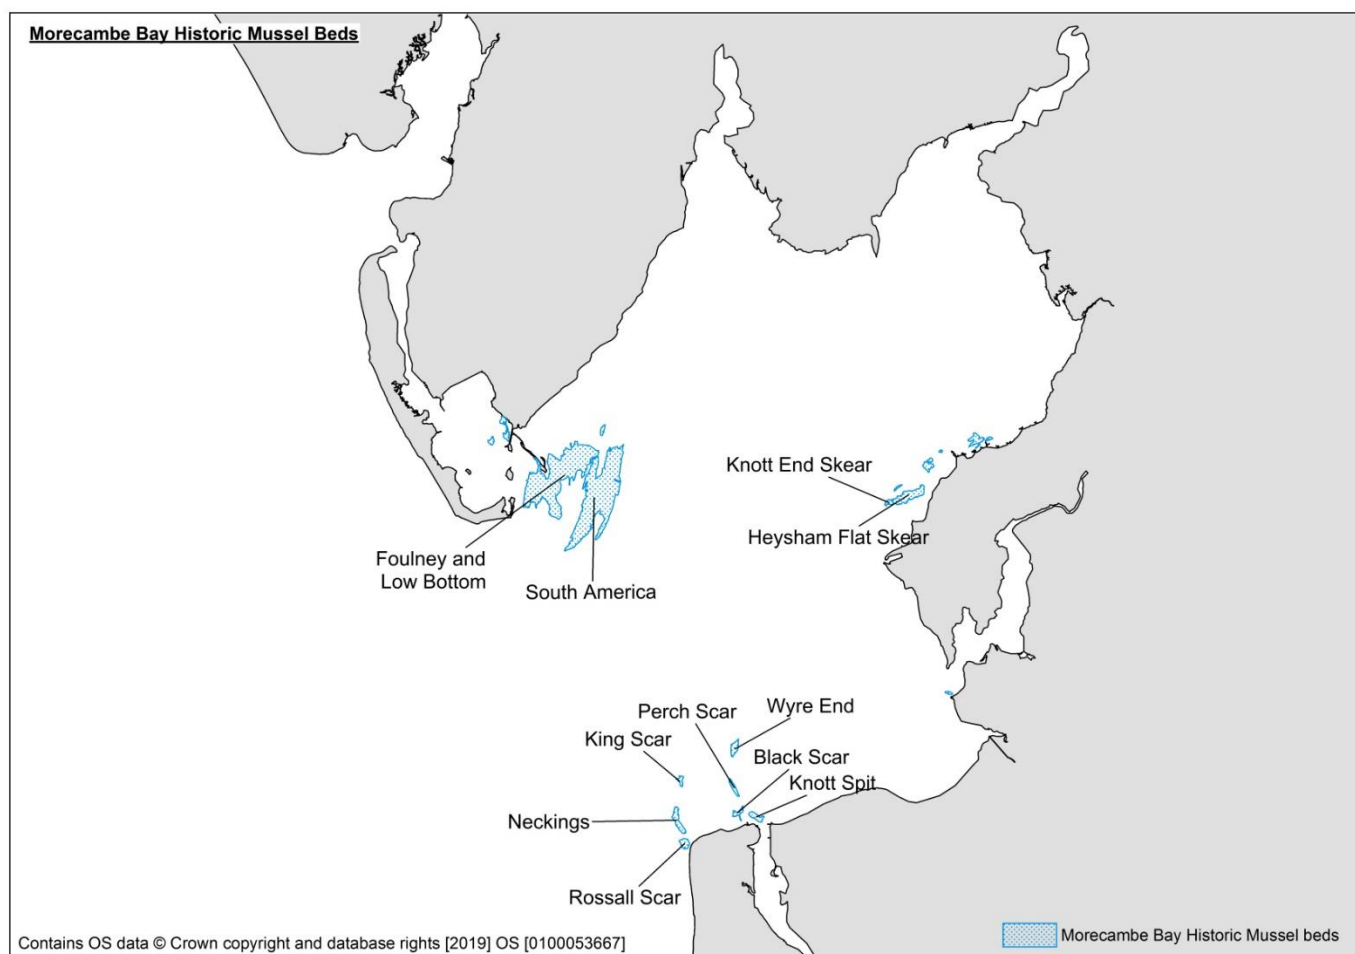 Morecambe Bay Historic Mussel Beds
Knott End Skear
Heysham Flat Skear
Foulney and
Low Bottom
South America
Wyre End
Perch Scar
King Scar
Black Scar
Knott Spit
Neckings
Rossall Scar
Contains OS data © Crown copyright and database rights [2019] OS [0100053667]
Morecambe Bay Historic Mussel beds